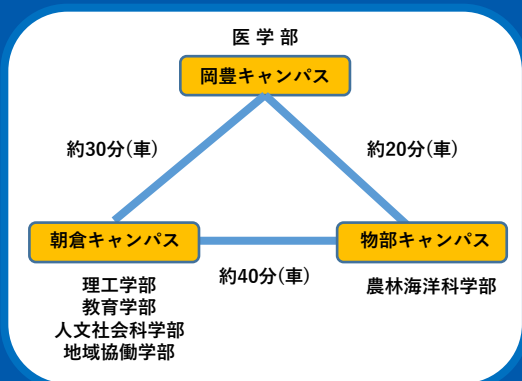 医学部
岡豊キャンパス
約30分(車)
約20分(車)
朝倉キャンパス
物部キャンパス
約40分(車)
理工学部
教育学部
人文社会科学部
地域協働学部
農林海洋科学部